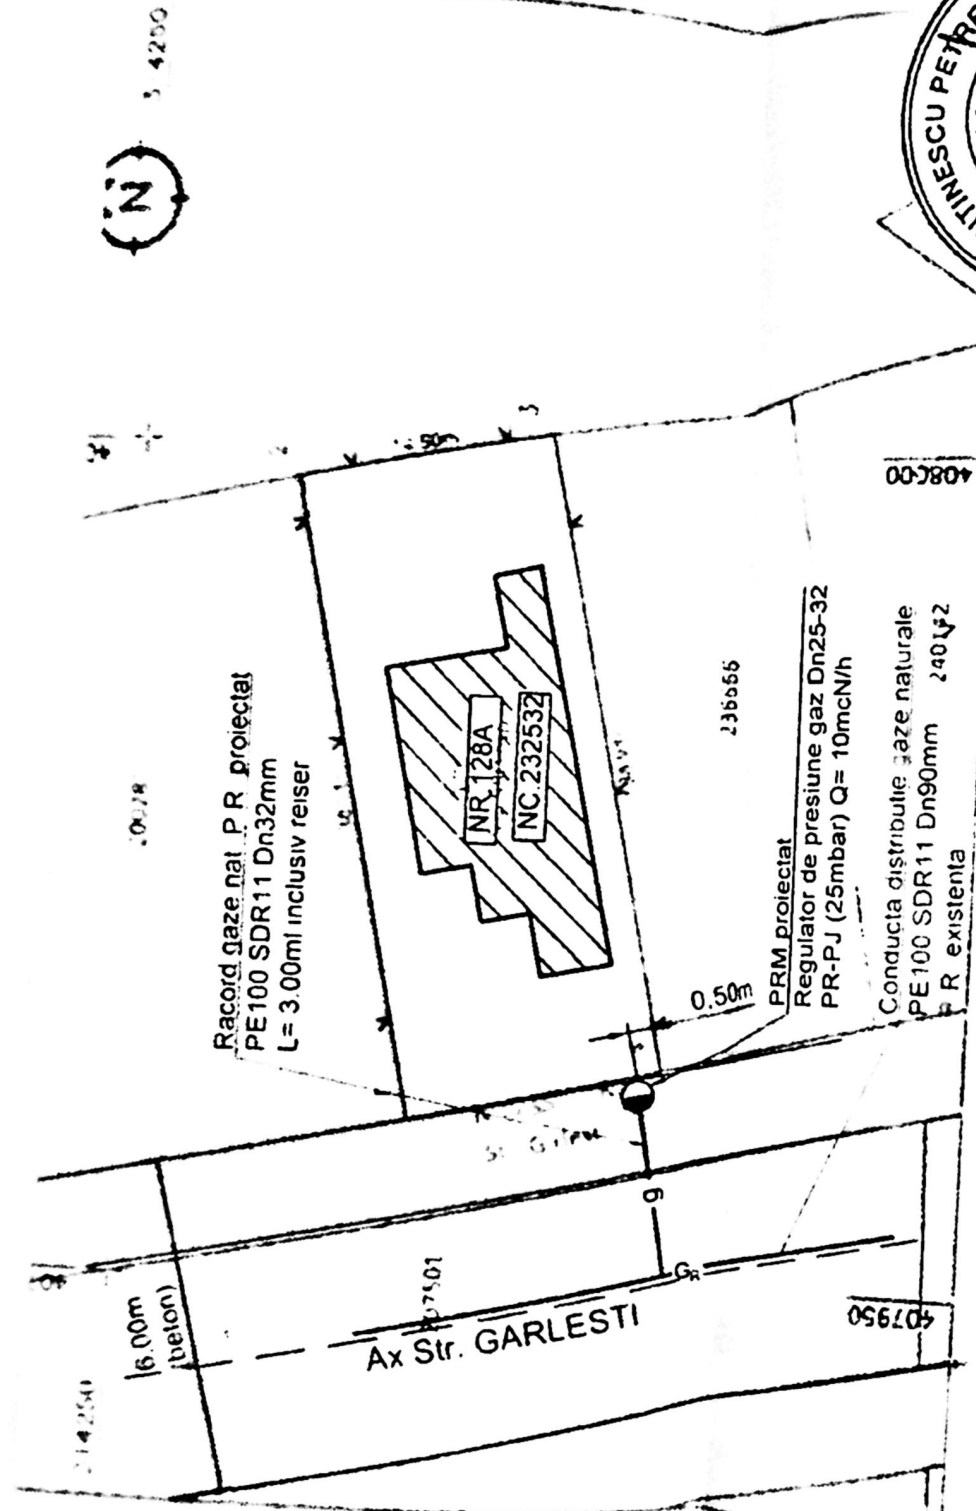 N
Racord gaze nat P R proiectat
PE100 SDR11 Dn32mm
L= 3.00ml inclusiv reiser
NR.128A
NC.232532
0.50m
PRM proiectat
Regulator de presiune gaz Dn25-32
PR-PJ (25mbar) Q= 10mcN/h
Conducta distributie gaze naturale
PE100 SDR11 Dn90mm
P R existenta
6.00m
(beton)
Ax Str. GARLESTI
g
GR
407950
408000
TINESCU PETR